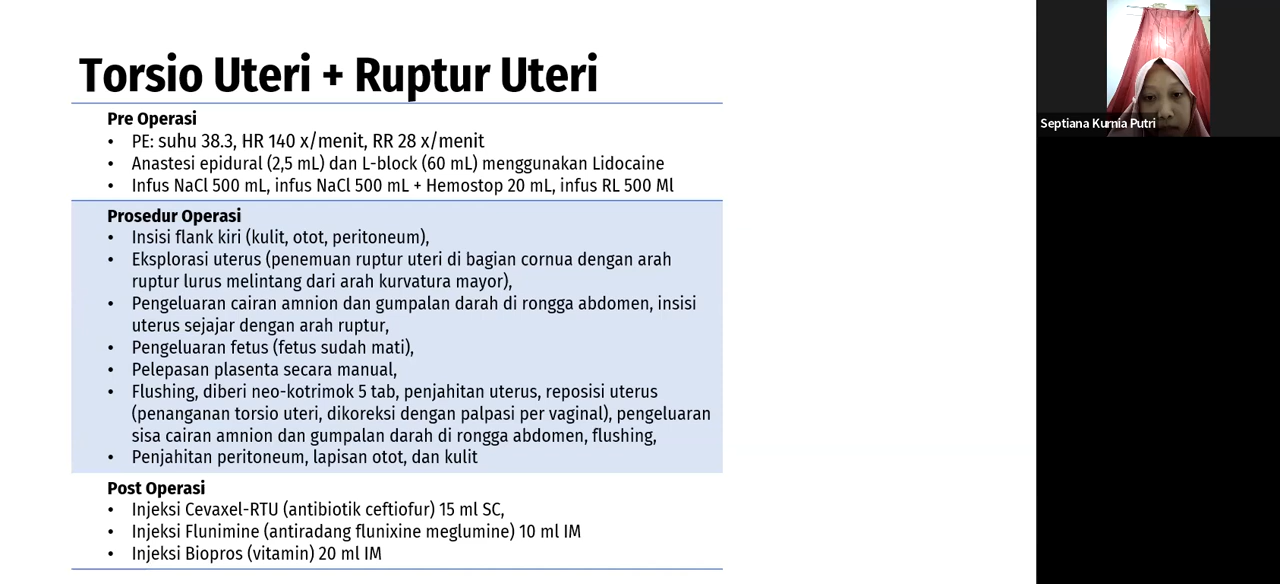 Torsio Uteri + Ruptur Uteri
Pre Operasi
• PE: suhu 38.3, HR 140 x/menit, RR 28 x/menit
• Anastesi epidural (2,5 mL) dan L-block (60 mL) menggunakan Lidocaine
• Infus NaCl 500 mL, infus NaCl 500 mL + Hemostop 20 mL, infus RL 500 Ml
Prosedur Operasi
• Insisi flank kiri (kulit, otot, peritoneum),
• Eksplorasi uterus (penemuan ruptur uteri di bagian cornua dengan arah
ruptur lurus melintang dari arah kurvatura mayor),
• Pengeluaran cairan amnion dan gumpalan darah di rongga abdomen, insisi
uterus sejajar dengan arah ruptur,
• Pengeluaran fetus (fetus sudah mati),
• Pelepasan plasenta secara manual,
• Flushing, diberi neo-kotrimok 5 tab, penjahitan uterus, reposisi uterus
(penanganan torsio uteri, dikoreksi dengan palpasi per vaginal), pengeluaran
sisa cairan amnion dan gumpalan darah di rongga abdomen, flushing,
• Penjahitan peritoneum, lapisan otot, dan kulit
Post Operasi
• Injeksi Cevaxel-RTU (antibiotik ceftiofur) 15 ml SC,
• Injeksi Flunimine (antiradang flunixine meglumine) 10 ml IM
• Injeksi Biopros (vitamin) 20 ml IM
Septiana Kurnia Putri